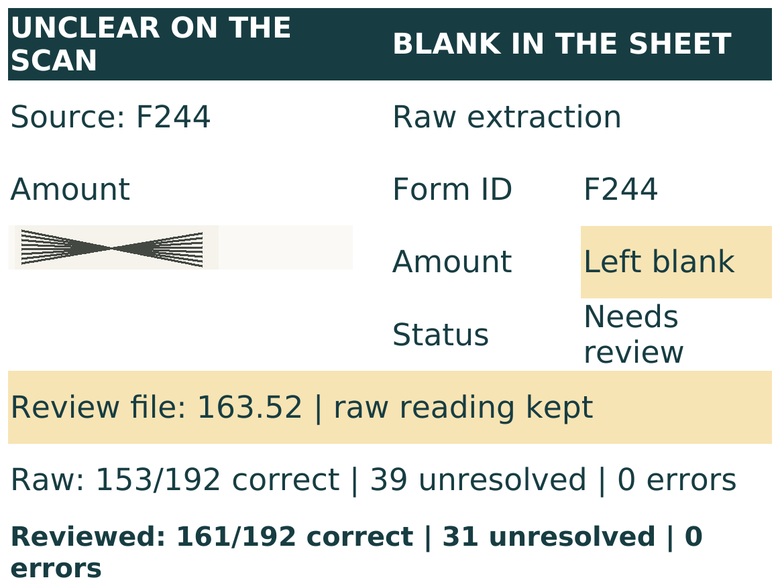 UNCLEAR ON THE
SCAN
BLANK IN THE SHEET
Source: F244
Raw extraction
Amount
Form ID
F244
Amount
Left blank
Status
Needs
review
Review file: 163.52 | raw reading kept
Raw: 153/192 correct | 39 unresolved | 0 errors
Reviewed: 161/192 correct | 31 unresolved | 0
errors